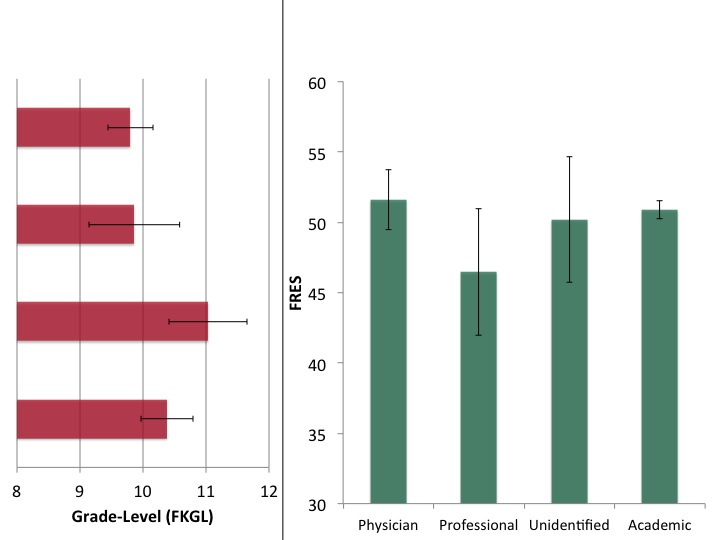 8 9 10 11 12
Grade-Level (FKGL)
60
55
50
45
40
35
30
FRES
Physician Professional Unidentified Academic